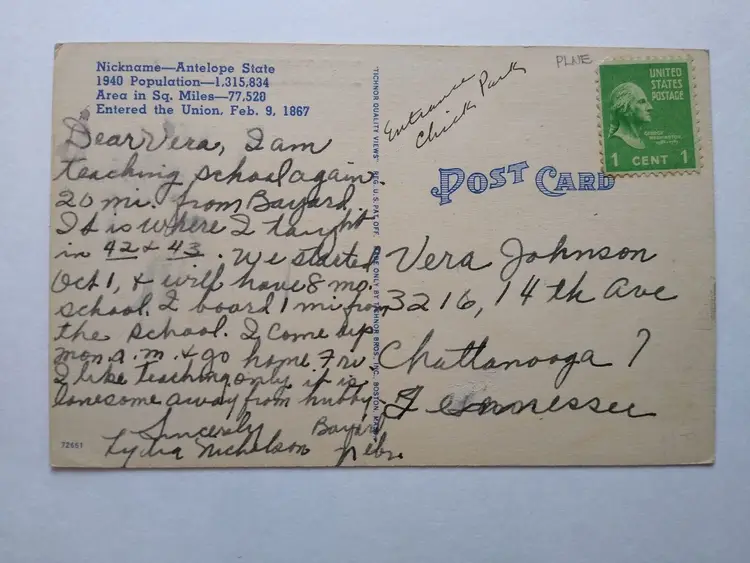 Nickname—Antelope State
1940 Population—1,315,834
Area in Sq. Miles—77,520
Entered the Union, Feb. 9, 1867
Dear Vera, I am
teaching school again
20 mi. from Bayard.
It is where I taught
in 42 & 43. We started
Oct 1, & will have 8 mo.
school. I board 1 mi from
the school. I come up
mon. a.m. & go home Fri
I like teaching only it is
lonesome away from hubby.
Sincerely Bayard
Lydia Nicholson Nebr.
72651
TICHNOR QUALITY VIEWS REG. U. S. PAT. OFF. MADE ONLY BY TICHNOR BROS., INC., BOSTON, MASS.
Entrance
Chick Park
PLNE
UNITED
STATES
POSTAGE
GEORGE
WASHINGTON
1 CENT 1
POST CARD
Vera Johnson
3216, 14th Ave
Chattanooga 7
Tennessee